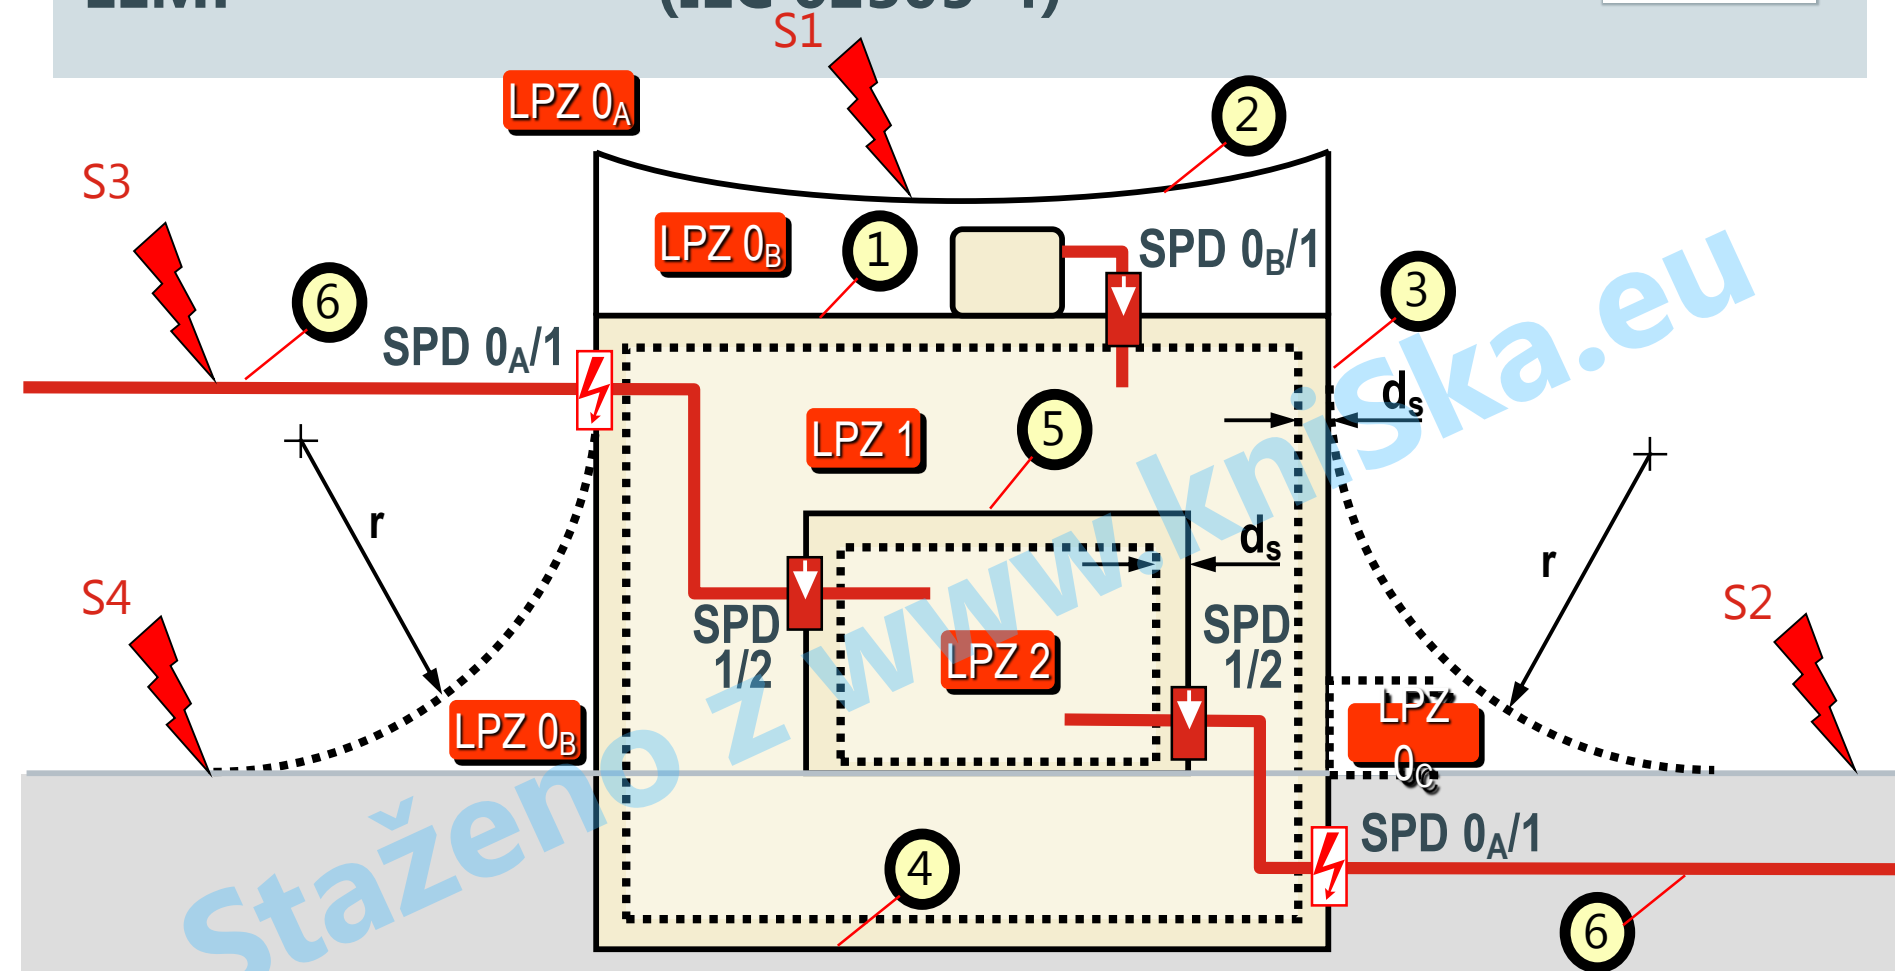 S1
LPZ 0A
2
S3
LPZ 0B
1
SPD 0B/1
3
6
SPD 0A/1
ds
LPZ 1
5
r
ds
r
S4
SPD
1/2
SPD
1/2
S2
LPZ 2
LPZ 0B
LPZ
0C
SPD 0A/1
4
6
Staženo z www.kniSka.eu